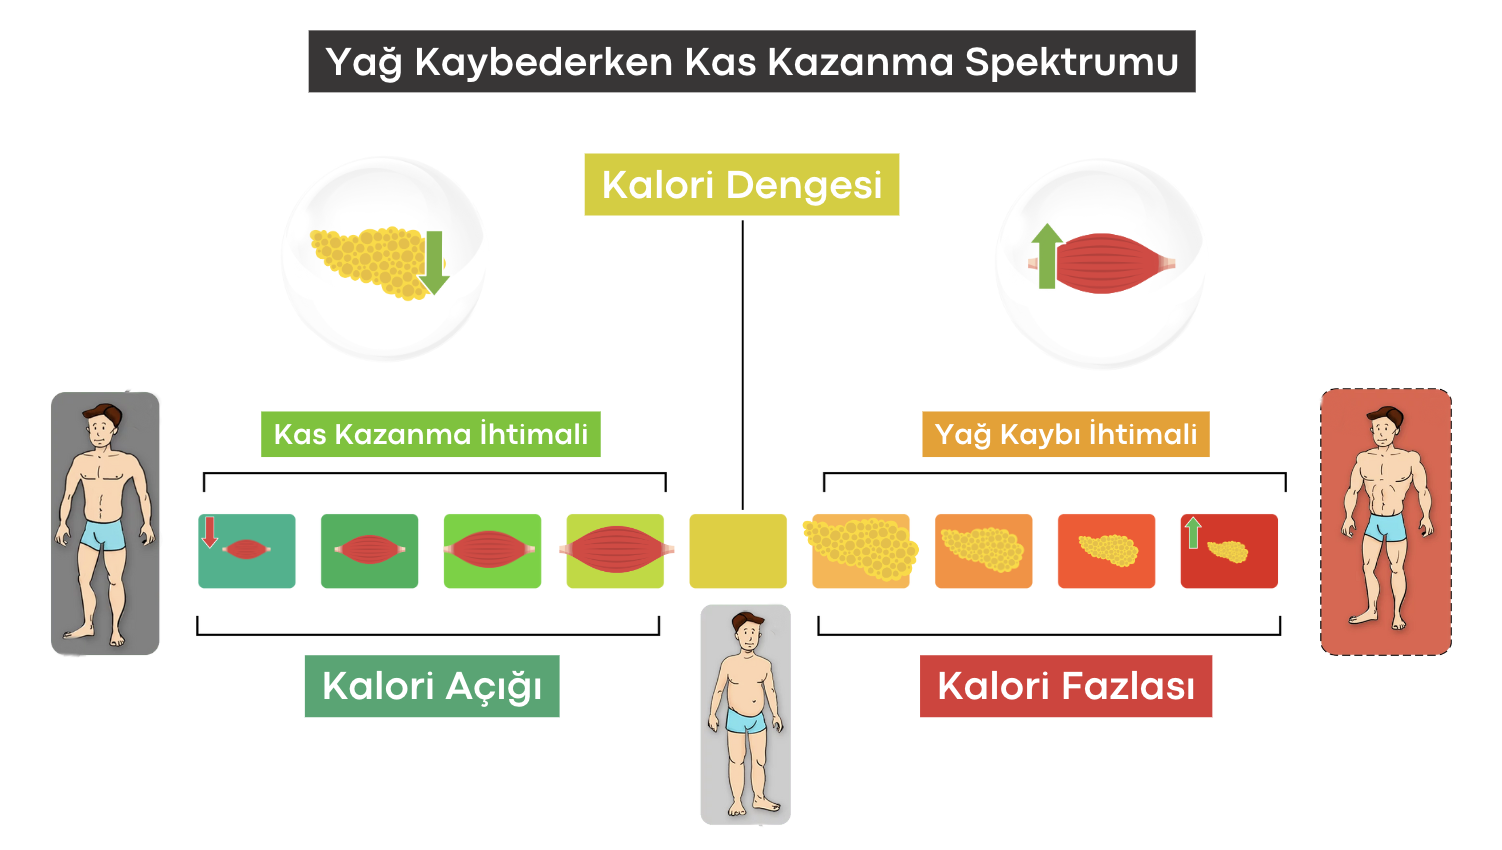 Yağ Kaybederken Kas Kazanma Spektrumu
Kalori Dengesi
Kas Kazanma İhtimali
Yağ Kaybı İhtimali
Kalori Açığı
Kalori Fazlası